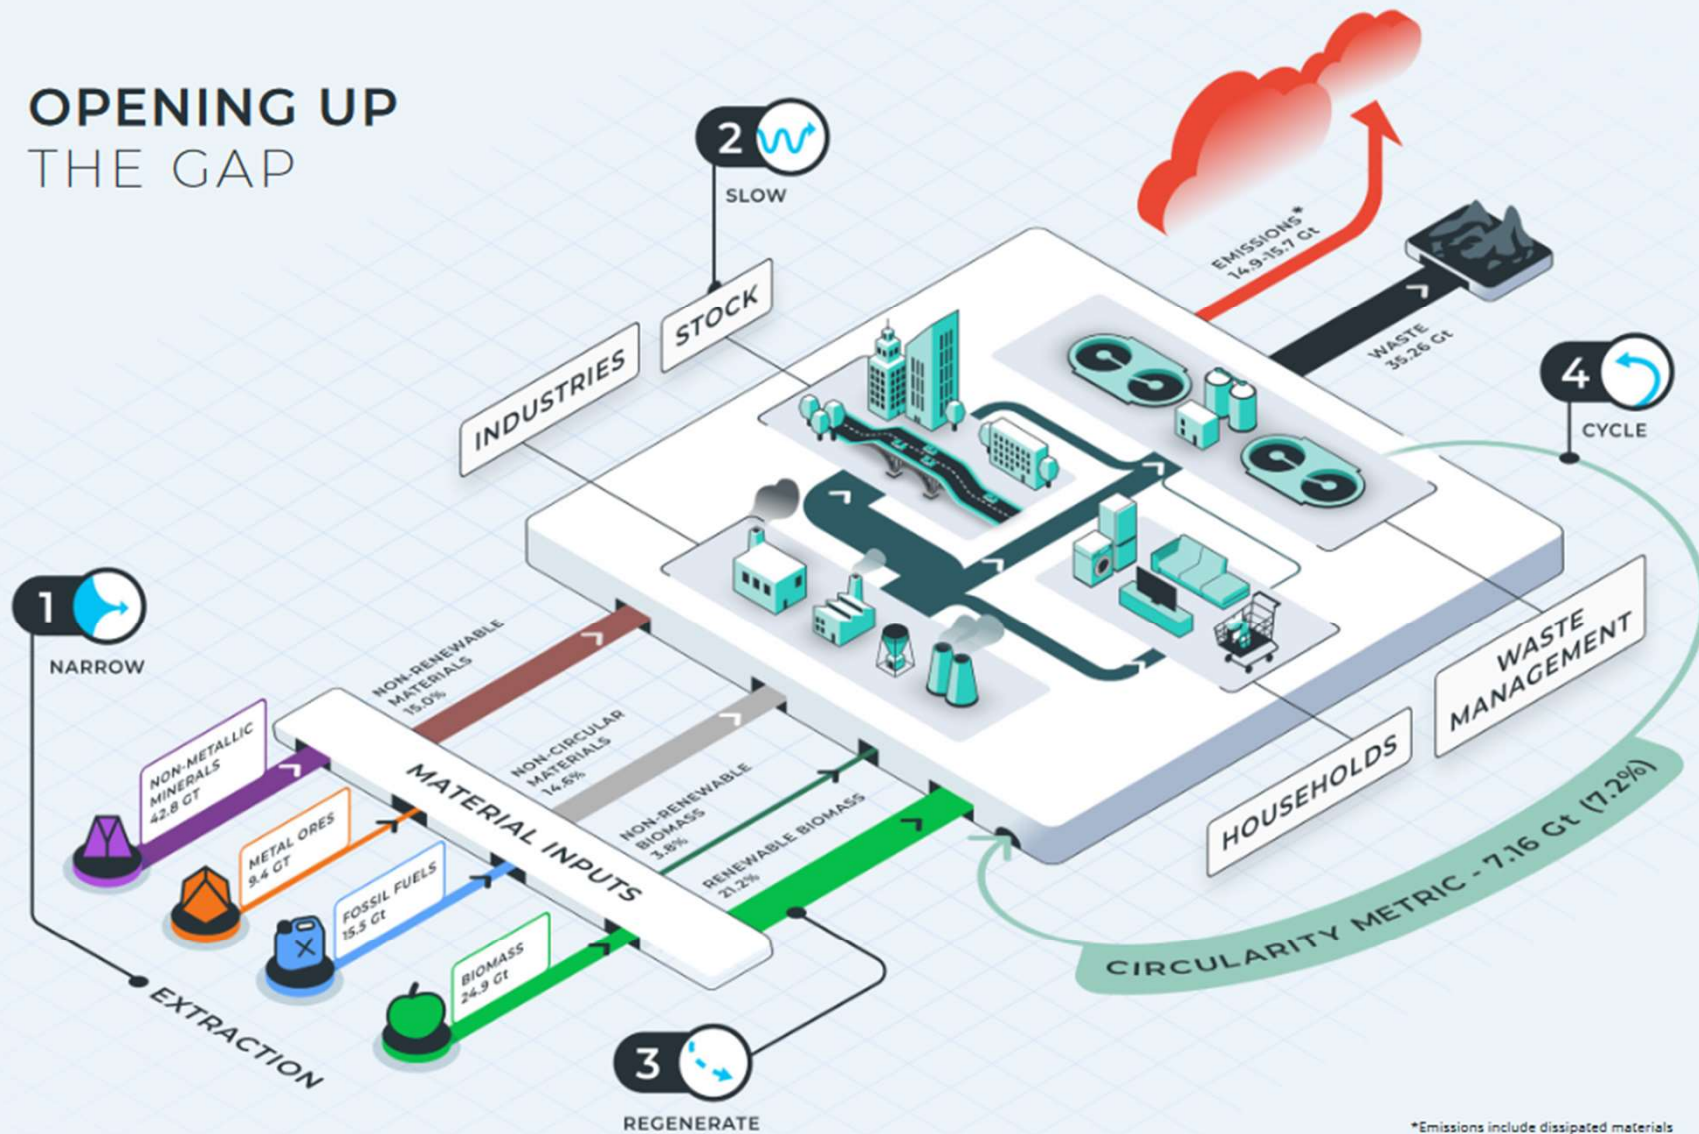 OPENING UP
THE GAP
2
SLOW
STOCK
INDUSTRIES
EMISSIONS*
14.9-15.7 Gt
WASTE
35.26 Gt
4
CYCLE
1
NARROW
NON-RENEWABLE
MATERIALS
15.0%
NON-CIRCULAR
MATERIALS
14.6%
NON-RENEWABLE
BIOMASS
3.8%
RENEWABLE BIOMASS
21.2%
NON-METALLIC
MINERALS
42.8 GT
METAL ORES
9.4 GT
FOSSIL FUELS
15.5 Gt
BIOMASS
24.9 Gt
MATERIAL INPUTS
EXTRACTION
WASTE
MANAGEMENT
HOUSEHOLDS
CIRCULARITY METRIC - 7.16 Gt (7.2%)
3
REGENERATE
*Emissions include dissipated materials